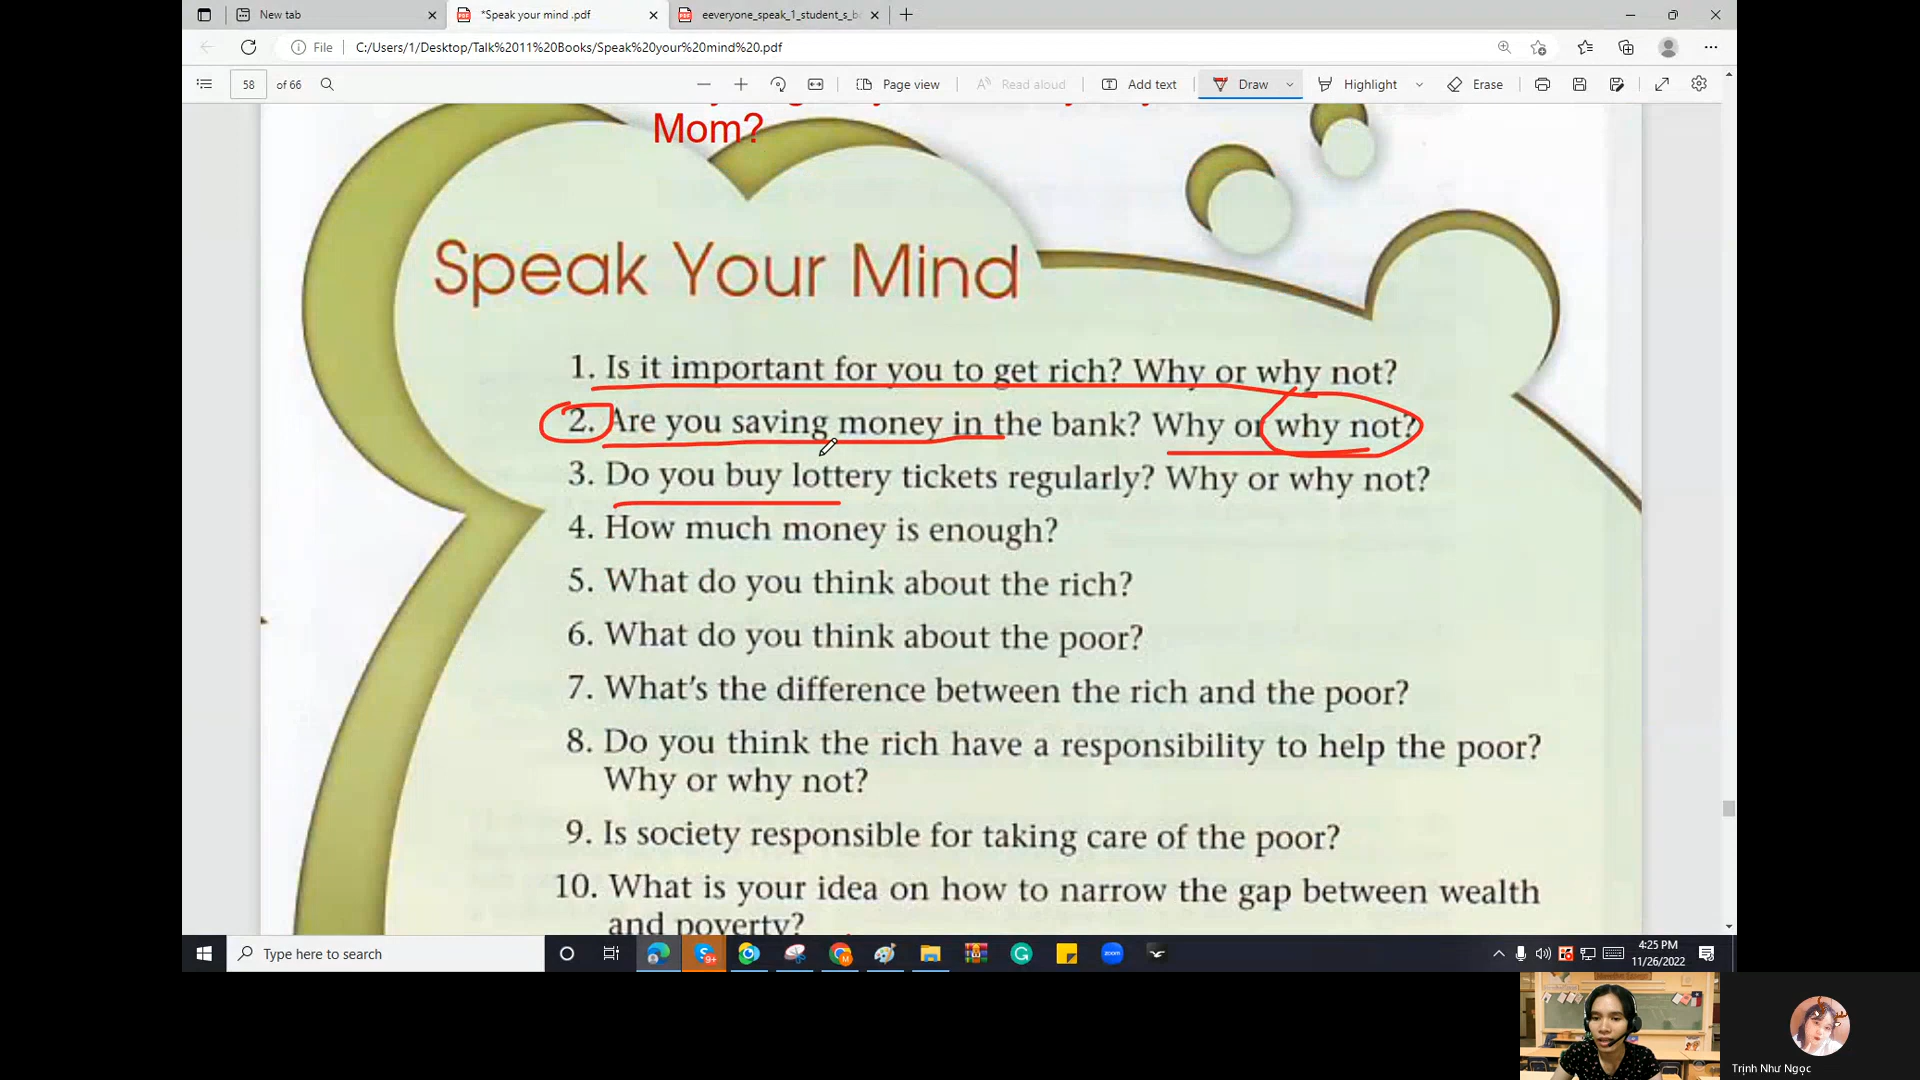 New tab
*Speak your mind .pdf
eeveryone_speak_1_student_s_b
File
C:/Users/1/Desktop/Talk%2011%20Books/Speak%20your%20mind%20.pdf
58 of 66
Page view
Read aloud
Add text
Draw
Highlight
Erase
Mom?
Speak Your Mind
1. Is it important for you to get rich? Why or why not?
2. Are you saving money in the bank? Why or why not?
3. Do you buy lottery tickets regularly? Why or why not?
4. How much money is enough?
5. What do you think about the rich?
6. What do you think about the poor?
7. What's the difference between the rich and the poor?
8. Do you think the rich have a responsibility to help the poor?
Why or why not?
9. Is society responsible for taking care of the poor?
10. What is your idea on how to narrow the gap between wealth
and poverty?
Type here to search
9+
zoom
4:25 PM
11/26/2022
Trịnh Như Ngọc